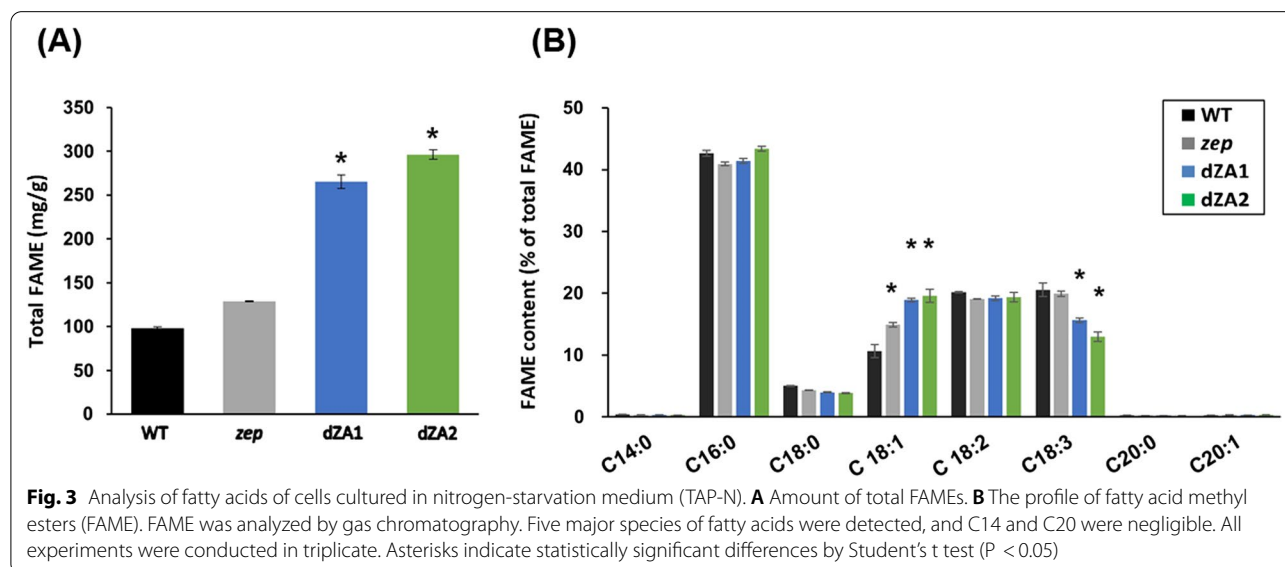 (A)
Total FAME (mg/g)
350
300
250
200
150
100
50
0
*
*
WT
zep
dZA1
dZA2
(B)
FAME content (% of total FAME)
50
40
30
20
10
0
*
* *
*
*
WT
zep
dZA1
dZA2
C14:0
C16:0
C18:0
C 18:1
C 18:2
C18:3
C20:0
C20:1
Fig. 3 Analysis of fatty acids of cells cultured in nitrogen-starvation medium (TAP-N). A Amount of total FAMEs. B The profile of fatty acid methyl
esters (FAME). FAME was analyzed by gas chromatography. Five major species of fatty acids were detected, and C14 and C20 were negligible. All
experiments were conducted in triplicate. Asterisks indicate statistically significant differences by Student's t test (P < 0.05)